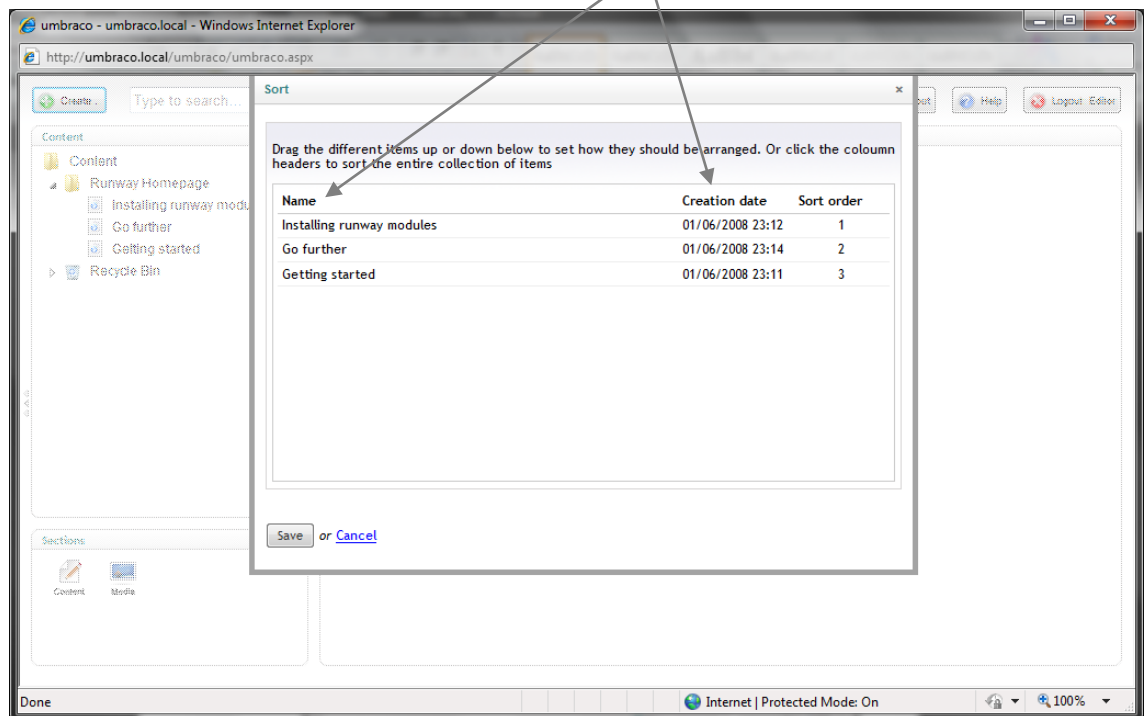 umbraco - umbraco.local - Windows Internet Explorer
http://umbraco.local/umbraco/umbraco.aspx
Create
Type to search...
Sort
Help
Logout Editor
Content
Content
Runway Homepage
Installing runway
Go further
Getting started
Recycle Bin
Drag the different items up or down below to set how they should be arranged. Or click the coloumn
headers to sort the entire collection of items
Name Creation date Sort order
Installing runway modules 01/06/2008 23:12 1
Go further 01/06/2008 23:14 2
Getting started 01/06/2008 23:11 3
Save or Cancel
Sections
Content Media
Done
Internet | Protected Mode: On
100%